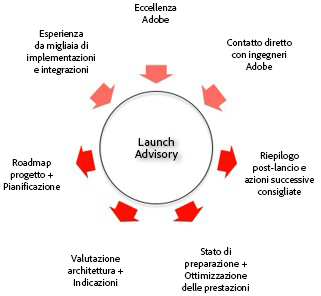 Eccellenza
Adobe
Esperienza
da migliaia di
implementazioni
e integrazioni
Contatto diretto
con ingegneri
Adobe
Launch
Advisory
Roadmap
progetto +
Pianificazione
Riepilogo
post-lancio e
azioni successive
consigliate
Valutazione
architettura +
Indicazioni
Stato di
preparazione +
Ottimizzazione
delle prestazioni